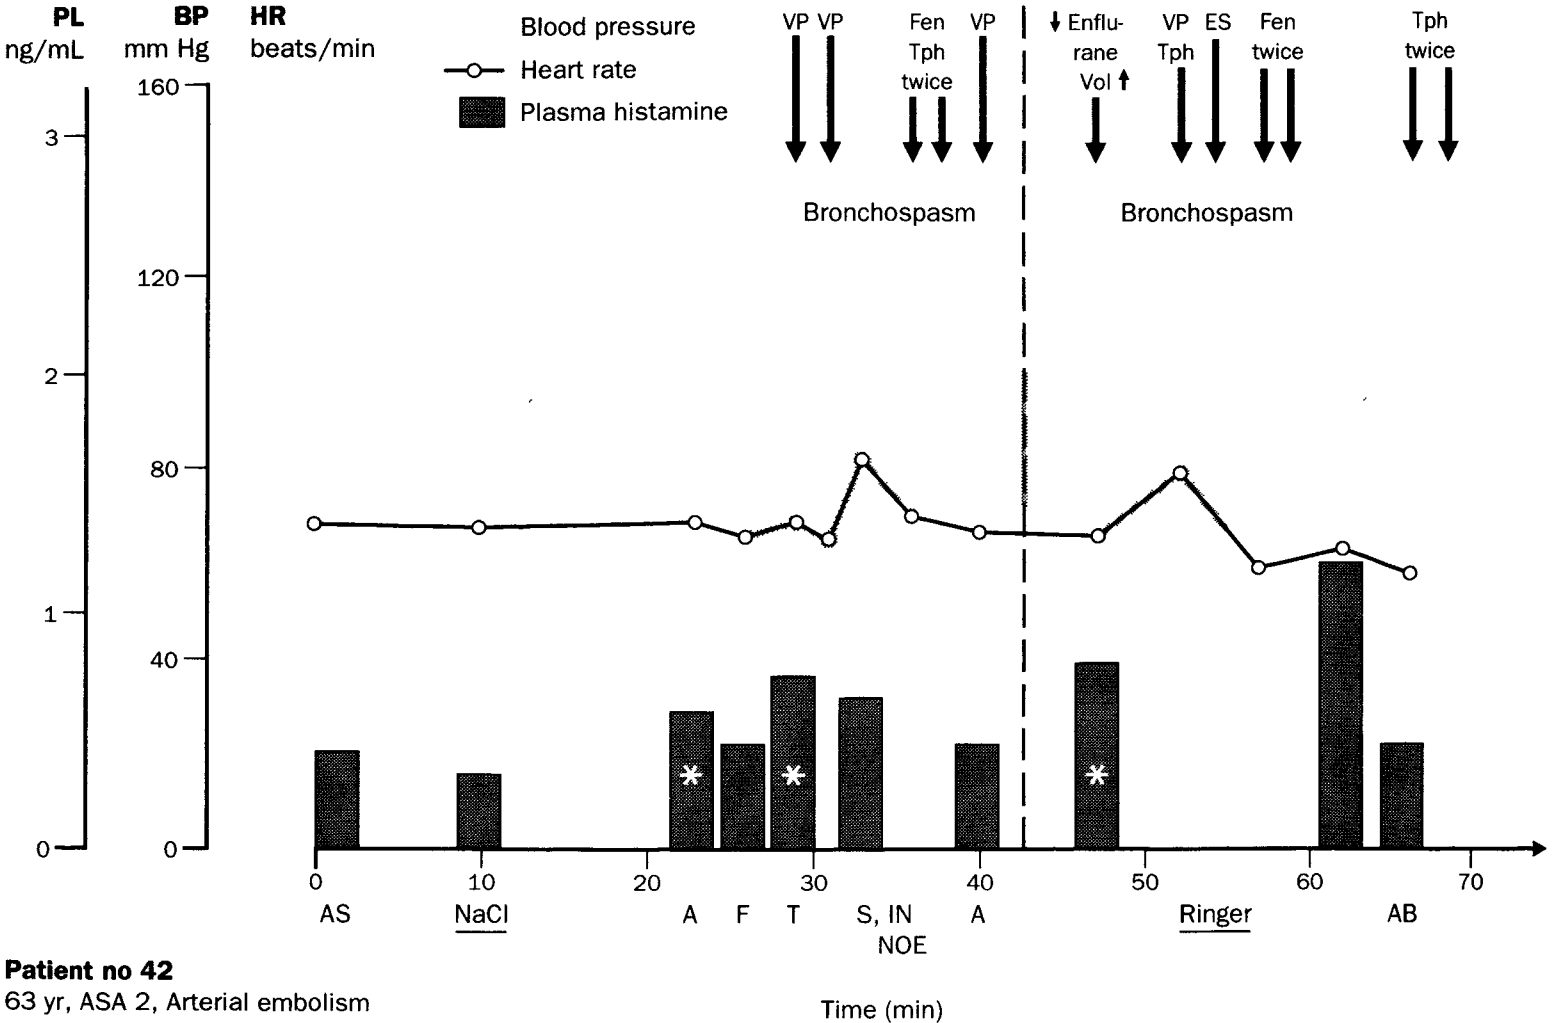 PL BP HR
ng/mL mm Hg beats/min
Blood pressure
Heart rate
Plasma histamine
VP VP
Fen
Tph
twice
VP
↓ Enflu-
rane
Vol ↑
VP
Tph
ES
Fen
twice
Tph
twice
Bronchospasm Bronchospasm
160
3
120
2
80
1
40
0 0
* * *
0 10 20 30 40 50 60 70
AS NaCl A F T S, IN A Ringer AB
NOE
Patient no 42
63 yr, ASA 2, Arterial embolism
Time (min)